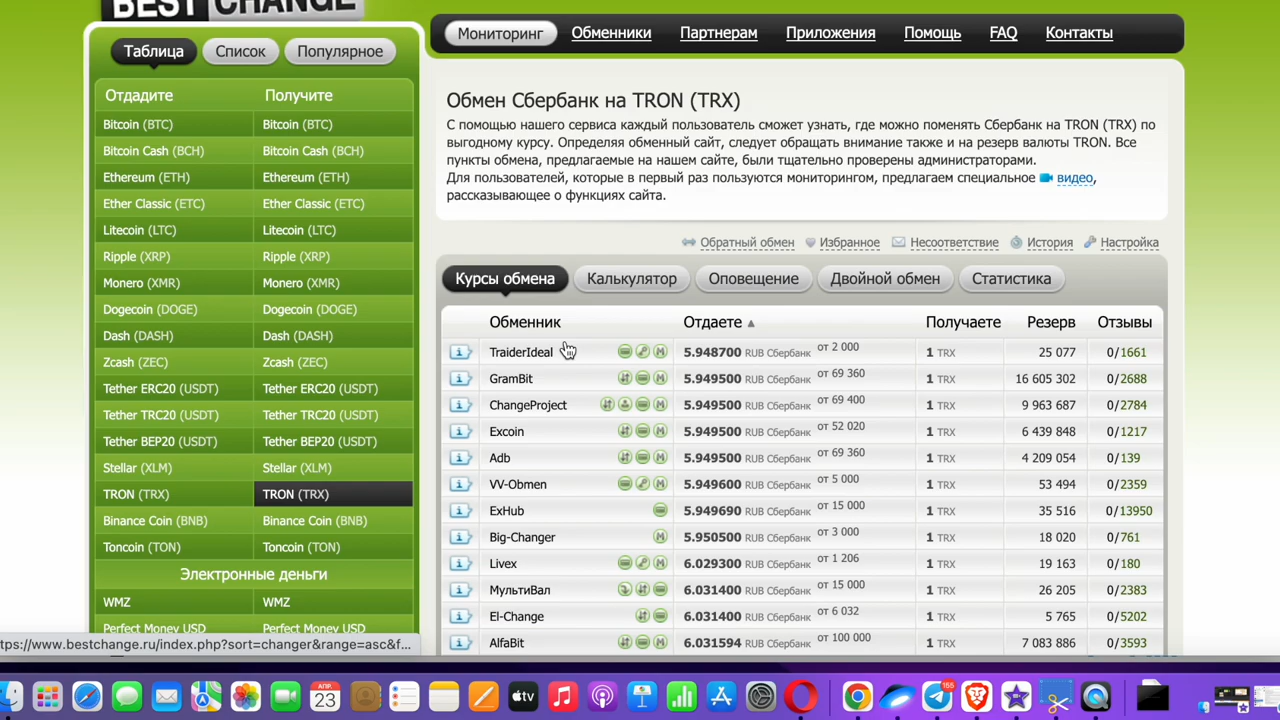 BEST CHANGE
Мониторинг Обменники Партнерам Приложения Помощь FAQ Контакты
Таблица Список Популярное
Отдадите Получите
Bitcoin (BTC) Bitcoin (BTC)
Bitcoin Cash (BCH) Bitcoin Cash (BCH)
Ethereum (ETH) Ethereum (ETH)
Ether Classic (ETC) Ether Classic (ETC)
Litecoin (LTC) Litecoin (LTC)
Ripple (XRP) Ripple (XRP)
Monero (XMR) Monero (XMR)
Dogecoin (DOGE) Dogecoin (DOGE)
Dash (DASH) Dash (DASH)
Zcash (ZEC) Zcash (ZEC)
Tether ERC20 (USDT) Tether ERC20 (USDT)
Tether TRC20 (USDT) Tether TRC20 (USDT)
Tether BEP20 (USDT) Tether BEP20 (USDT)
Stellar (XLM) Stellar (XLM)
TRON (TRX) TRON (TRX)
Binance Coin (BNB) Binance Coin (BNB)
Toncoin (TON) Toncoin (TON)
Электронные деньги
WMZ WMZ
Perfect Money USD Perfect Money USD
ttps://www.bestchange.ru/index.php?sort=changer&range=asc&f...
Обмен Сбербанк на TRON (TRX)
С помощью нашего сервиса каждый пользователь сможет узнать, где можно поменять Сбербанк на TRON (TRX) по
выгодному курсу. Определяя обменный сайт, следует обращать внимание также и на резерв валюты TRON. Все
пункты обмена, предлагаемые на нашем сайте, были тщательно проверены администраторами.
Для пользователей, которые в первый раз пользуются мониторингом, предлагаем специальное видео,
рассказывающее о функциях сайта.
Обратный обмен Избранное Несоответствие История Настройка
Курсы обмена Калькулятор Оповещение Двойной обмен Статистика
Обменник Отдаете ▲ Получаете Резерв Отзывы
TraiderIdeal M 5.948700 RUB Сбербанк от 2 000 1 TRX 25 077 0/1661
GramBit M 5.949500 RUB Сбербанк от 69 360 1 TRX 16 605 302 0/2688
ChangeProject M 5.949500 RUB Сбербанк от 69 400 1 TRX 9 963 687 0/2784
Excoin M 5.949500 RUB Сбербанк от 52 020 1 TRX 6 439 848 0/1217
Adb M 5.949500 RUB Сбербанк от 69 360 1 TRX 4 209 054 0/139
VV-Obmen M 5.949600 RUB Сбербанк от 5 000 1 TRX 53 494 0/2359
ExHub 5.949690 RUB Сбербанк от 15 000 1 TRX 35 516 0/13950
Big-Changer M 5.950500 RUB Сбербанк от 3 000 1 TRX 18 020 0/761
Livex M 6.029300 RUB Сбербанк от 1 206 1 TRX 19 163 0/180
МультиВал 6.031400 RUB Сбербанк от 15 000 1 TRX 26 205 0/2383
El-Change 6.031400 RUB Сбербанк от 6 032 1 TRX 5 765 0/5202
AlfaBit M 6.031594 RUB Сбербанк от 100 000 1 TRX 7 083 886 0/3593
АПР.
23
tv
155